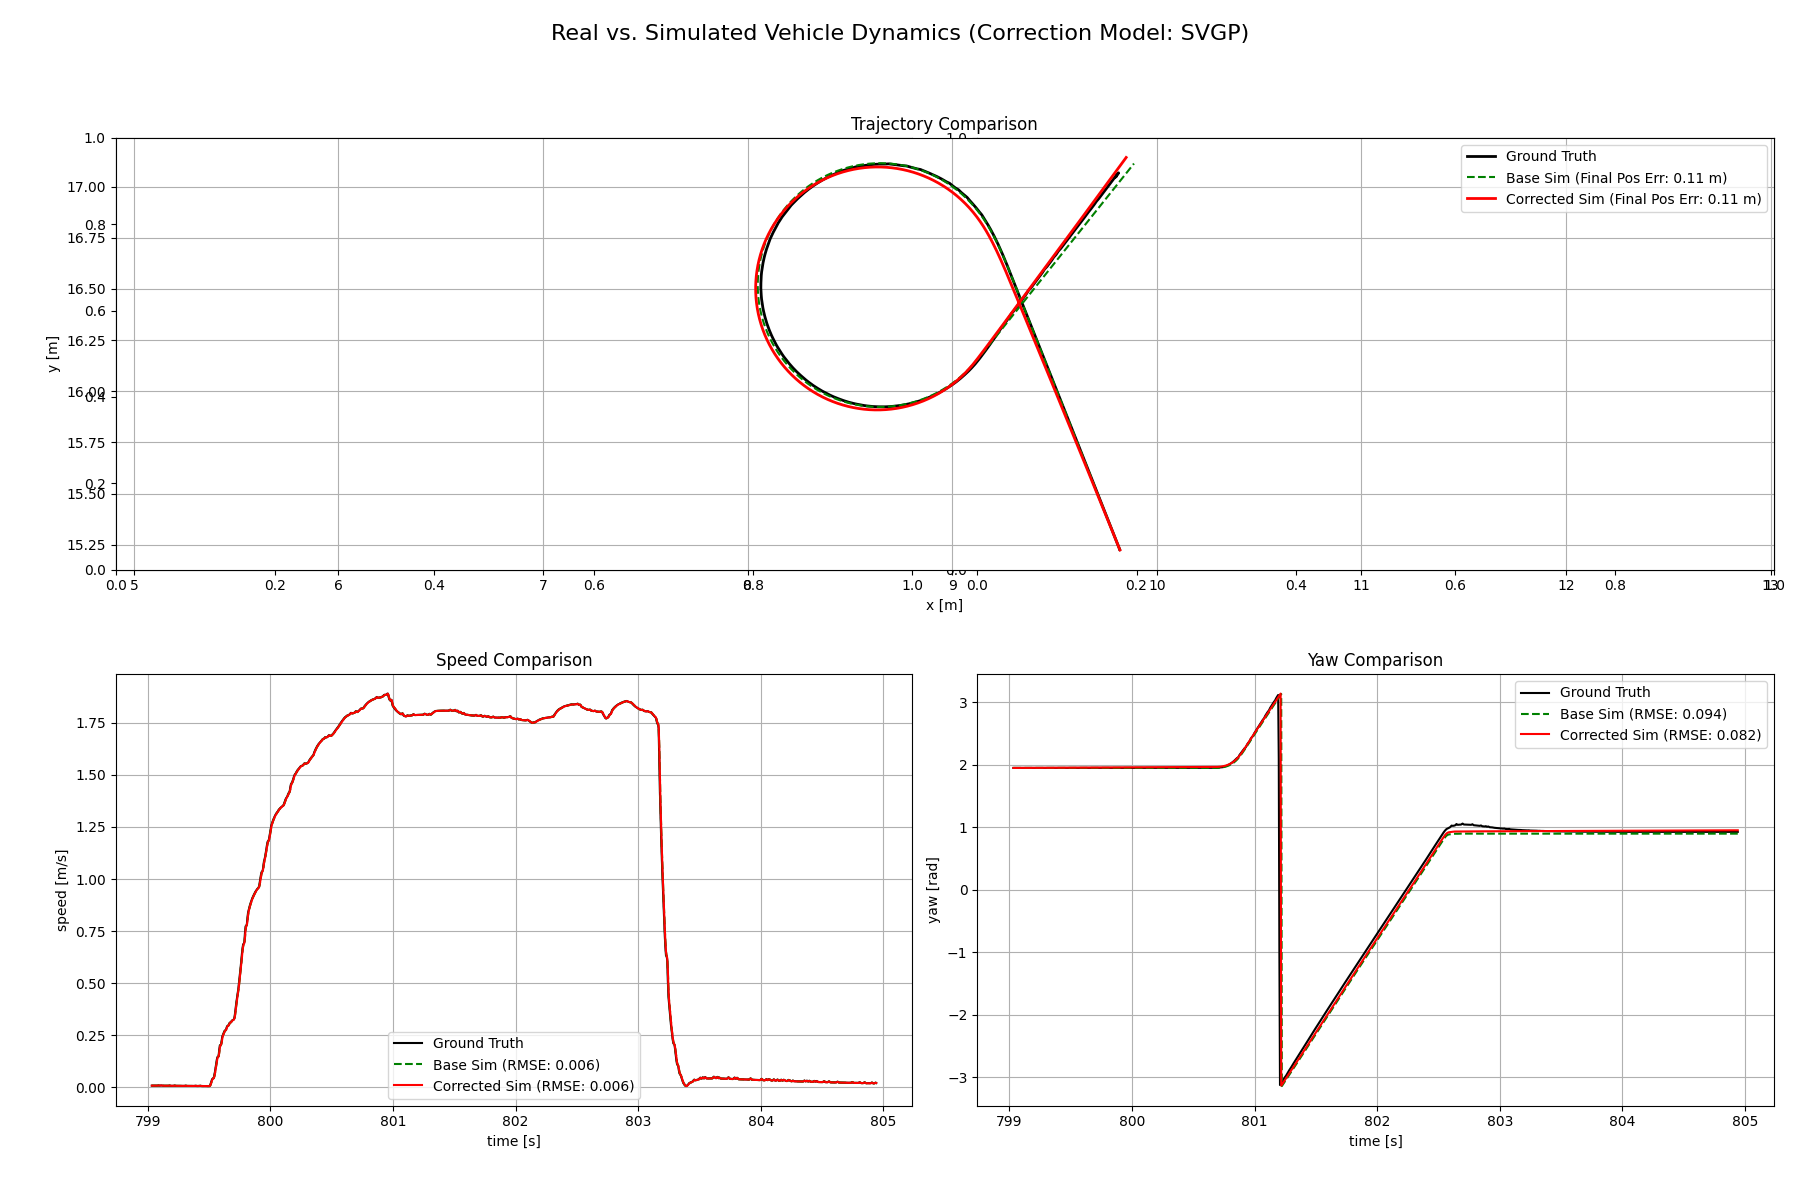 Real vs. Simulated Vehicle Dynamics (Correction Model: SVGP)
Trajectory Comparison
1.0
1.0
17.00
0.8
16.75
16.50
0.6
16.25
16.00
0.4
15.75
0.2
15.50
15.25
0.0
0.0
y [m]
Ground Truth
Base Sim (Final Pos Err: 0.11 m)
Corrected Sim (Final Pos Err: 0.11 m)
0.0 5 0.2 6 0.4 7 0.6 8 0.8 1.0 9 0.0 0.2 10 0.4 11 0.6 12 0.8 13 1.0
x [m]
Speed Comparison
1.75
1.50
1.25
1.00
0.75
0.50
0.25
0.00
speed [m/s]
Ground Truth
Base Sim (RMSE: 0.006)
Corrected Sim (RMSE: 0.006)
799 800 801 802 803 804 805
time [s]
Yaw Comparison
3
2
1
0
−1
−2
−3
yaw [rad]
Ground Truth
Base Sim (RMSE: 0.094)
Corrected Sim (RMSE: 0.082)
799 800 801 802 803 804 805
time [s]